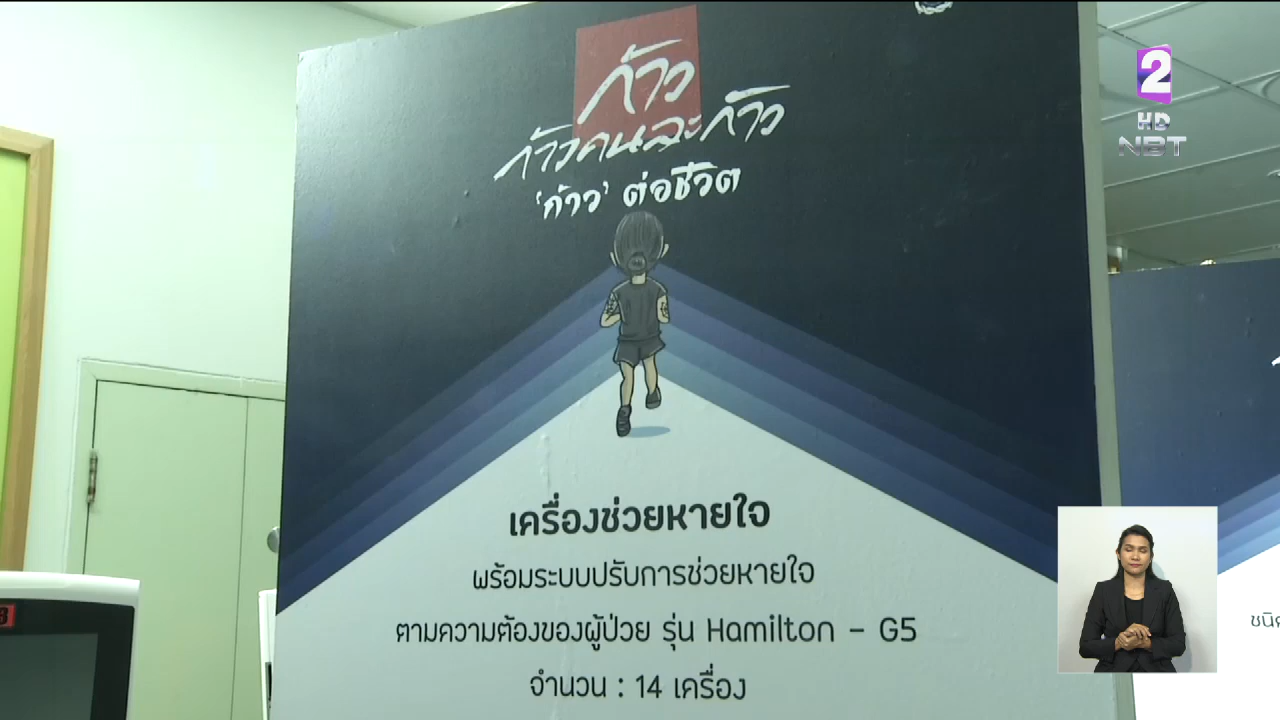 ก้าว
ก้าวคนละก้าว
'ก้าว' ต่อชีวิต
2
HD
NBT
เครื่องช่วยหายใจ
พร้อมระบบปรับการช่วยหายใจ
ตามความต้องของผู้ป่วย รุ่น Hamilton – G5
จำนวน : 14 เครื่อง